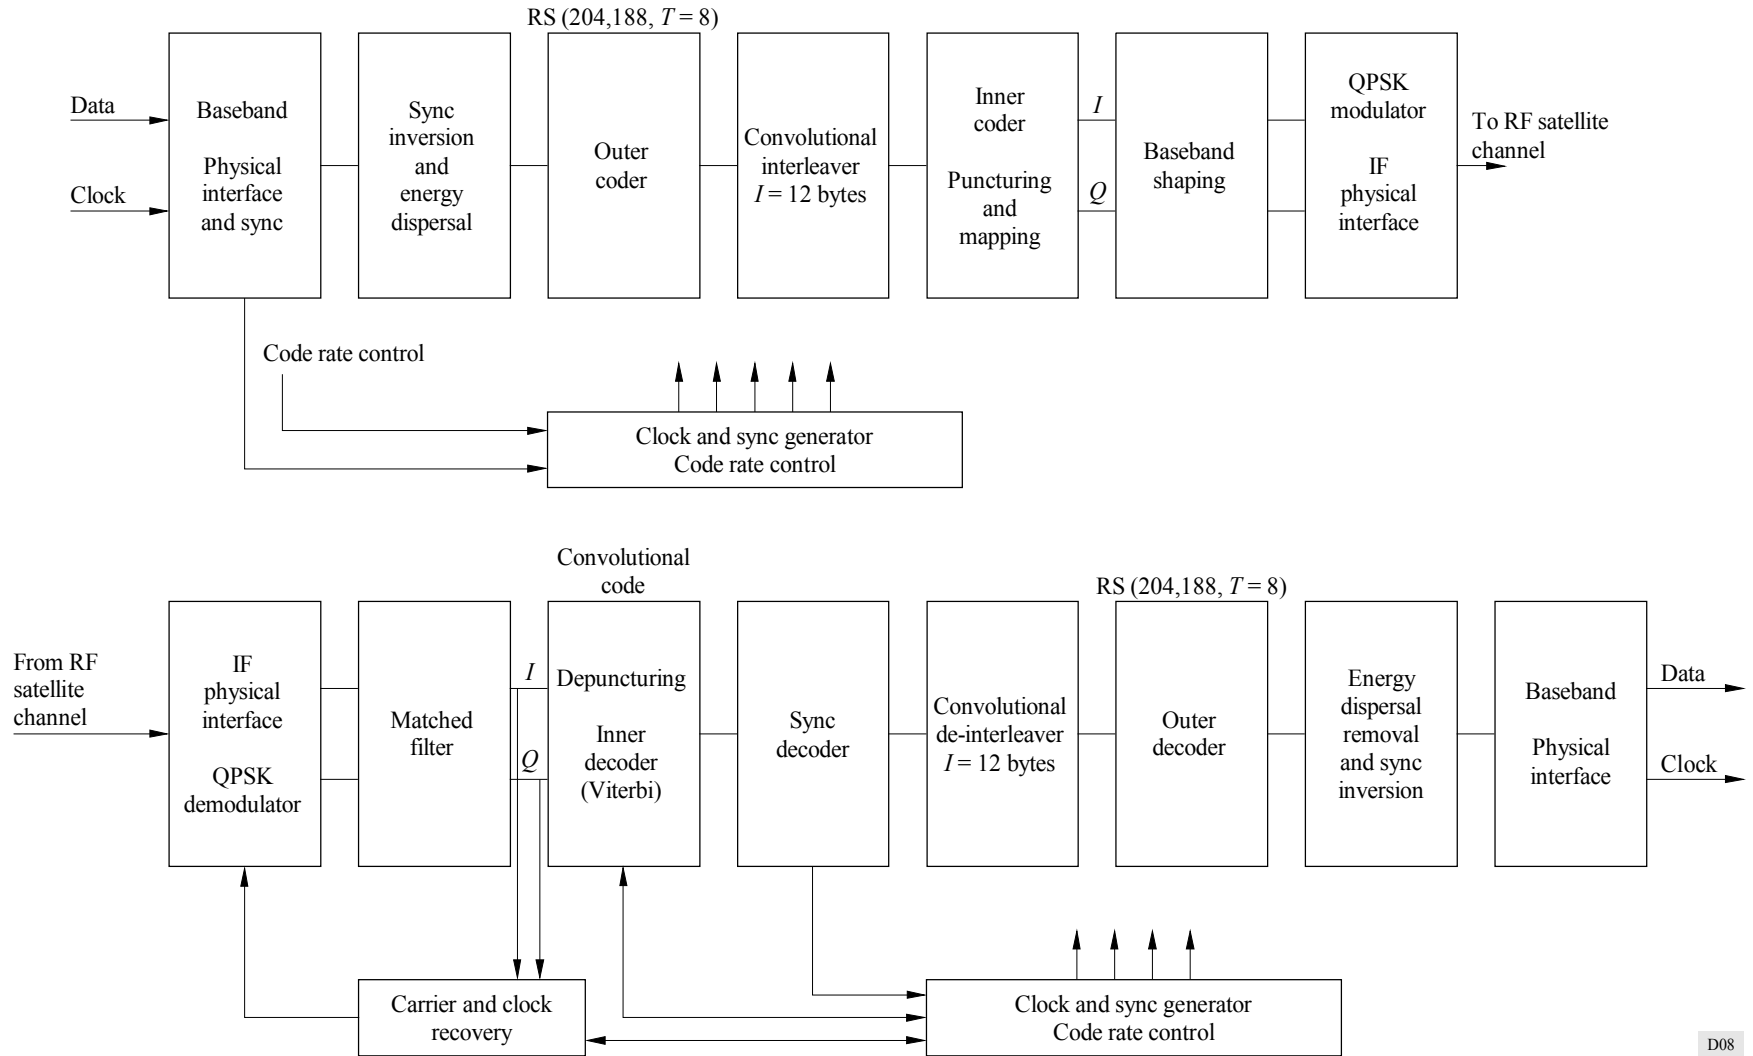 RS (204,188, T = 8)
Data
Clock
Baseband
Physical
interface
and sync
Sync
inversion
and
energy
dispersal
Outer
coder
Convolutional
interleaver
I = 12 bytes
Inner
coder
Puncturing
and
mapping
I
Q
Baseband
shaping
QPSK
modulator
IF
physical
interface
To RF satellite
channel
Code rate control
Clock and sync generator
Code rate control
Convolutional
code
RS (204,188, T = 8)
From RF
satellite
channel
IF
physical
interface
QPSK
demodulator
Matched
filter
I
Q
Depuncturing
Inner
decoder
(Viterbi)
Sync
decoder
Convolutional
de-interleaver
I = 12 bytes
Outer
decoder
Energy
dispersal
removal
and sync
inversion
Baseband
Physical
interface
Data
Clock
Carrier and clock
recovery
Clock and sync generator
Code rate control
D08